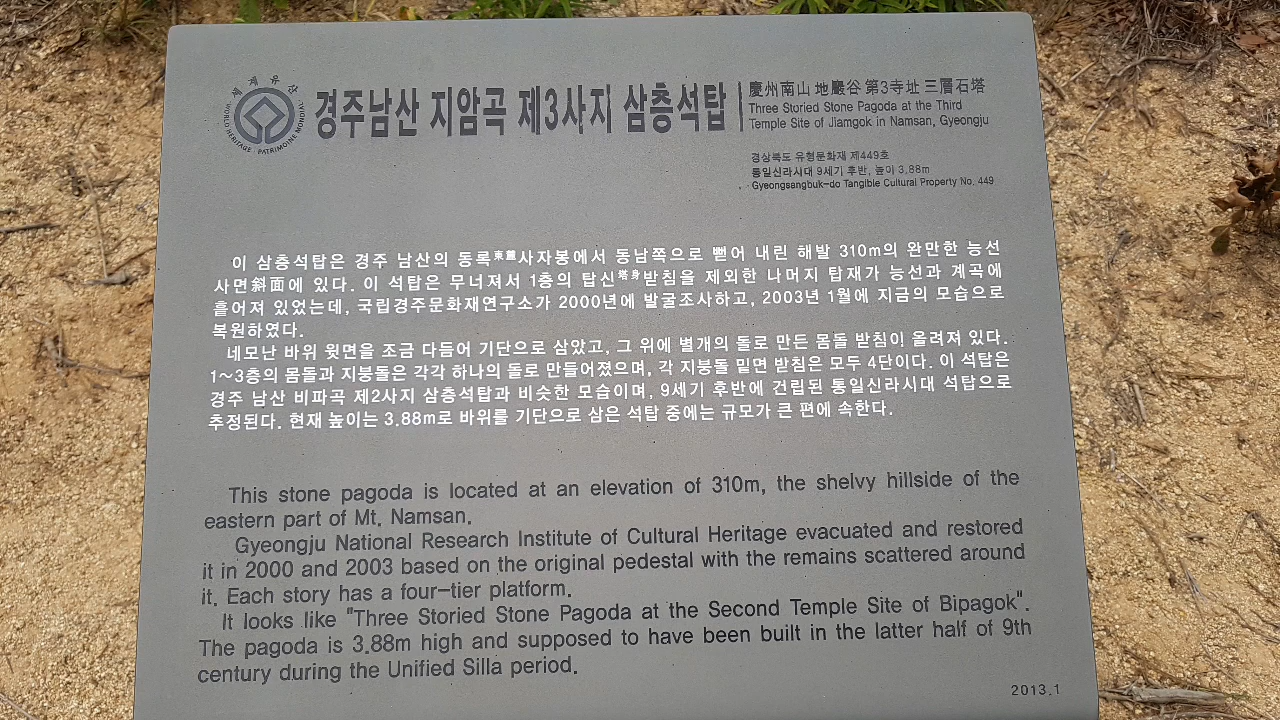 세계유산
WORLD HERITAGE · PATRIMOINE MONDIAL
경주남산 지암곡 제3사지 삼층석탑
慶州南山 地巖谷 第3寺址 三層石塔
Three Storied Stone Pagoda at the Third
Temple Site of Jiamgok in Namsan, Gyeongju
경상북도 유형문화재 제449호
통일신라시대 9세기 후반, 높이 3.88m
Gyeongsangbuk-do Tangible Cultural Property No. 449
이 삼층석탑은 경주 남산의 동록東麓사자봉에서 동남쪽으로 뻗어 내린 해발 310m의 완만한 능선
사면斜面에 있다. 이 석탑은 무너져서 1층의 탑신塔身받침을 제외한 나머지 탑재가 능선과 계곡에
흩어져 있었는데, 국립경주문화재연구소가 2000년에 발굴조사하고, 2003년 1월에 지금의 모습으로
복원하였다.
네모난 바위 윗면을 조금 다듬어 기단으로 삼았고, 그 위에 별개의 돌로 만든 몸돌 받침이 올려져 있다.
1~3층의 몸돌과 지붕돌은 각각 하나의 돌로 만들어졌으며, 각 지붕돌 밑면 받침은 모두 4단이다. 이 석탑은
경주 남산 비파곡 제2사지 삼층석탑과 비슷한 모습이며, 9세기 후반에 건립된 통일신라시대 석탑으로
추정된다. 현재 높이는 3.88m로 바위를 기단으로 삼은 석탑 중에는 규모가 큰 편에 속한다.
This stone pagoda is located at an elevation of 310m, the shelvy hillside of the
eastern part of Mt. Namsan.
Gyeongju National Research Institute of Cultural Heritage evacuated and restored
it in 2000 and 2003 based on the original pedestal with the remains scattered around
it. Each story has a four-tier platform.
It looks like "Three Storied Stone Pagoda at the Second Temple Site of Bipagok".
The pagoda is 3.88m high and supposed to have been built in the latter half of 9th
century during the Unified Silla period.
2013.1